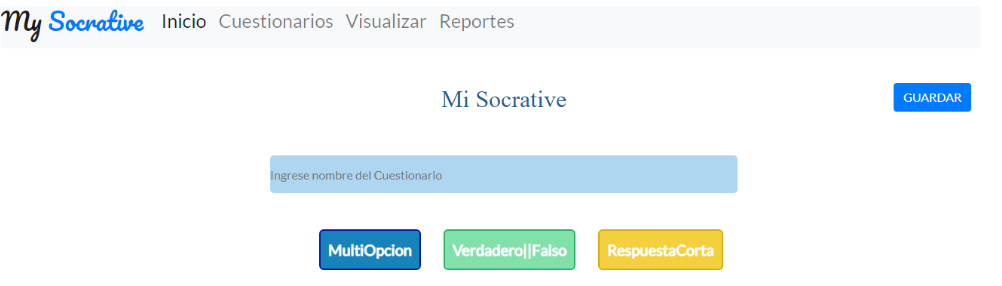 My Socrative Inicio Cuestionarios Visualizar Reportes
Mi Socrative
GUARDAR
Ingrese nombre del Cuestionario
MultiOpcion Verdadero||Falso RespuestaCorta